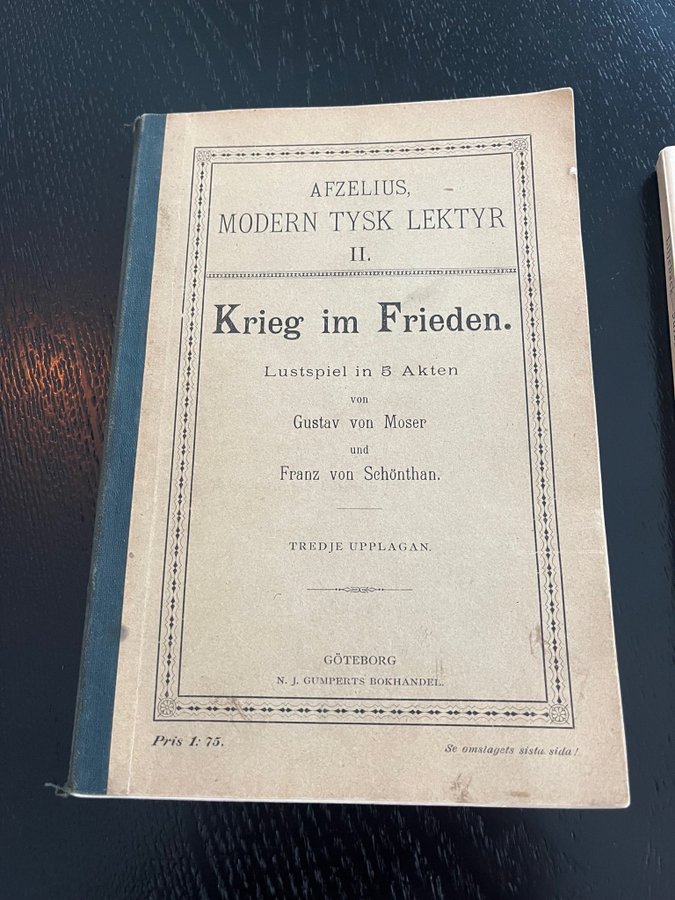 AFZELIUS,
MODERN TYSK LEKTYR
II.
Krieg im Frieden.
Lustspiel in 5 Akten
von
Gustav von Moser
und
Franz von Schönthan.
TREDJE UPPLAGAN.
GÖTEBORG
N. J. GUMPERTS BOKHANDEL.
Pris 1: 75.
Se omslagets sista sida!